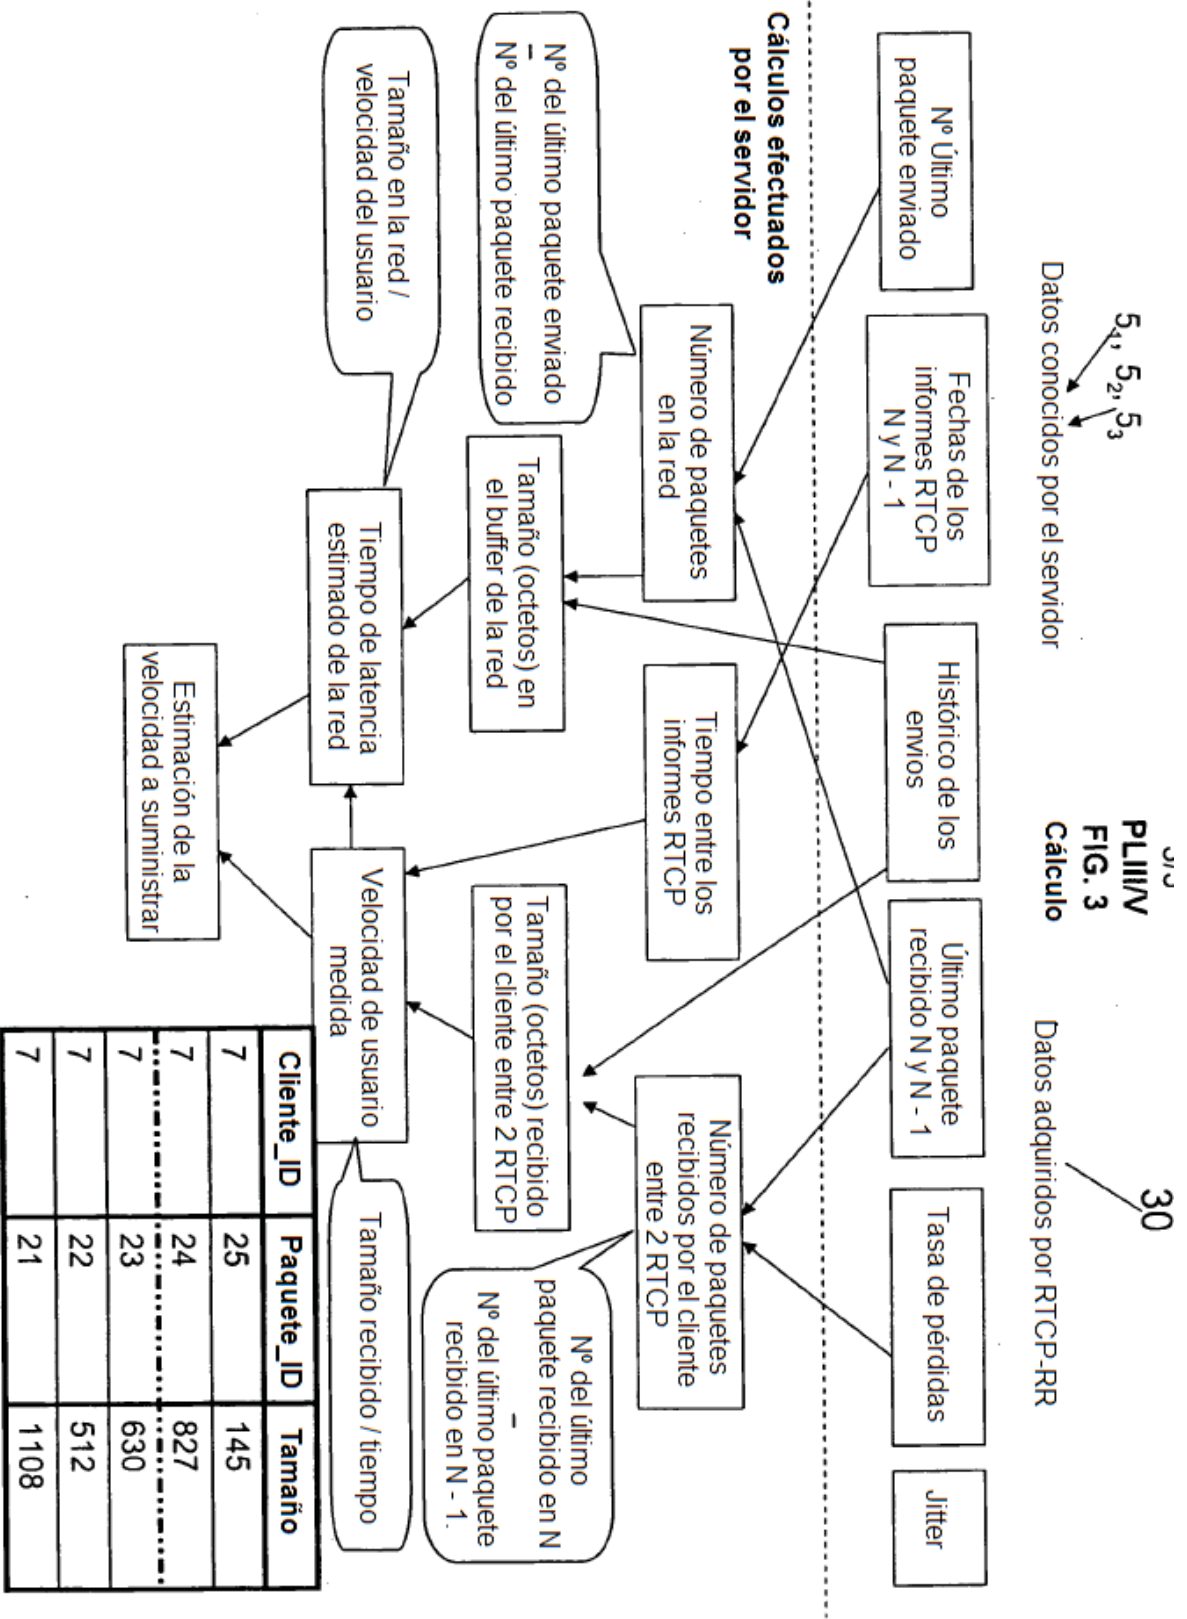 PLIII/V
FIG. 3
Cálculo
5₁, 5₂, 5₃
30
Datos conocidos por el servidor
Datos adquiridos por RTCP-RR
Nº Último
paquete enviado
Fechas de los
informes RTCP
N y N - 1
Histórico de los
envios
Último paquete
recibido N y N - 1
Tasa de pérdidas
Jitter
Cálculos efectuados
por el servidor
Número de paquetes
en la red
Tiempo entre los
informes RTCP
Número de paquetes
recibidos por el cliente
entre 2 RTCP
Nº del último paquete enviado
–
Nº del último paquete recibido
Tamaño (octetos) en
el buffer de la red
Tamaño (octetos) recibido
por el cliente entre 2 RTCP
Nº del último
paquete recibido en N
–
Nº del último paquete
recibido en N - 1.
Tamaño en la red /
velocidad del usuario
Tiempo de latencia
estimado de la red
Velocidad de usuario
medida
Tamaño recibido / tiempo
Estimación de la
velocidad a suministrar
Cliente_ID Paquete_ID Tamaño
7 25 145
7 24 827
7 23 630
7 22 512
7 21 1108